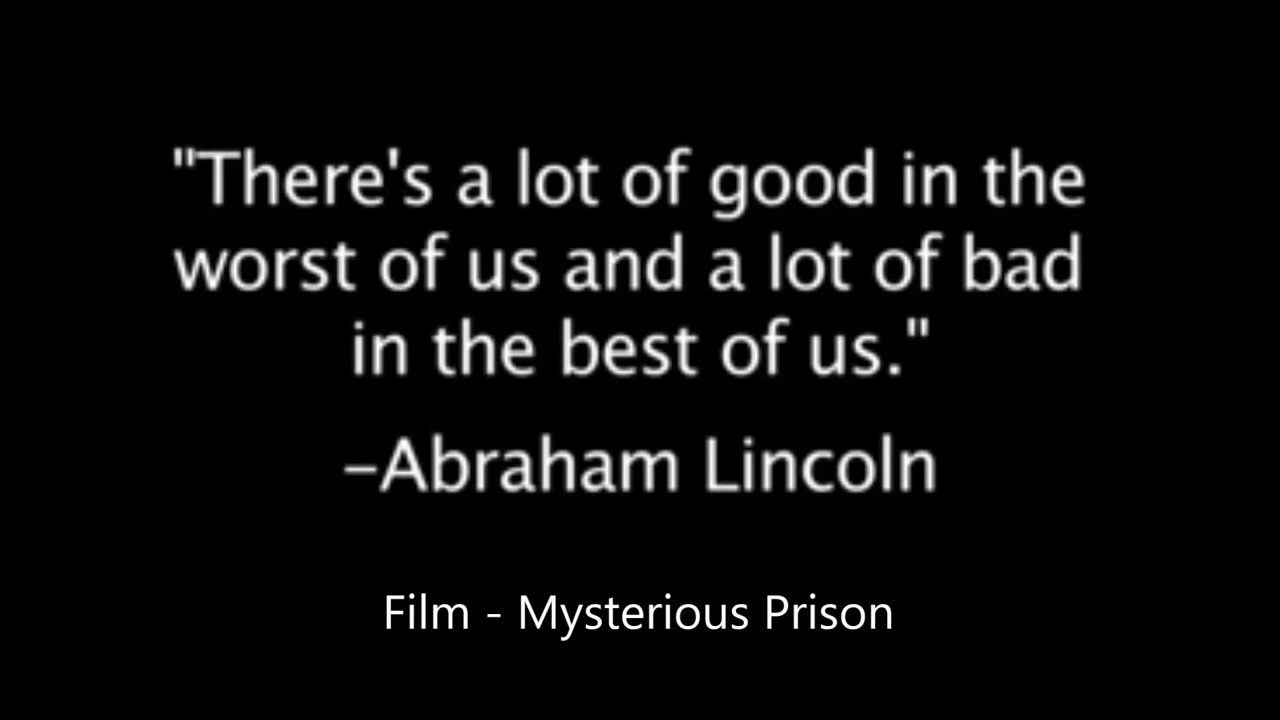 "There's a lot of good in the
worst of us and a lot of bad
in the best of us."
–Abraham Lincoln
Film - Mysterious Prison